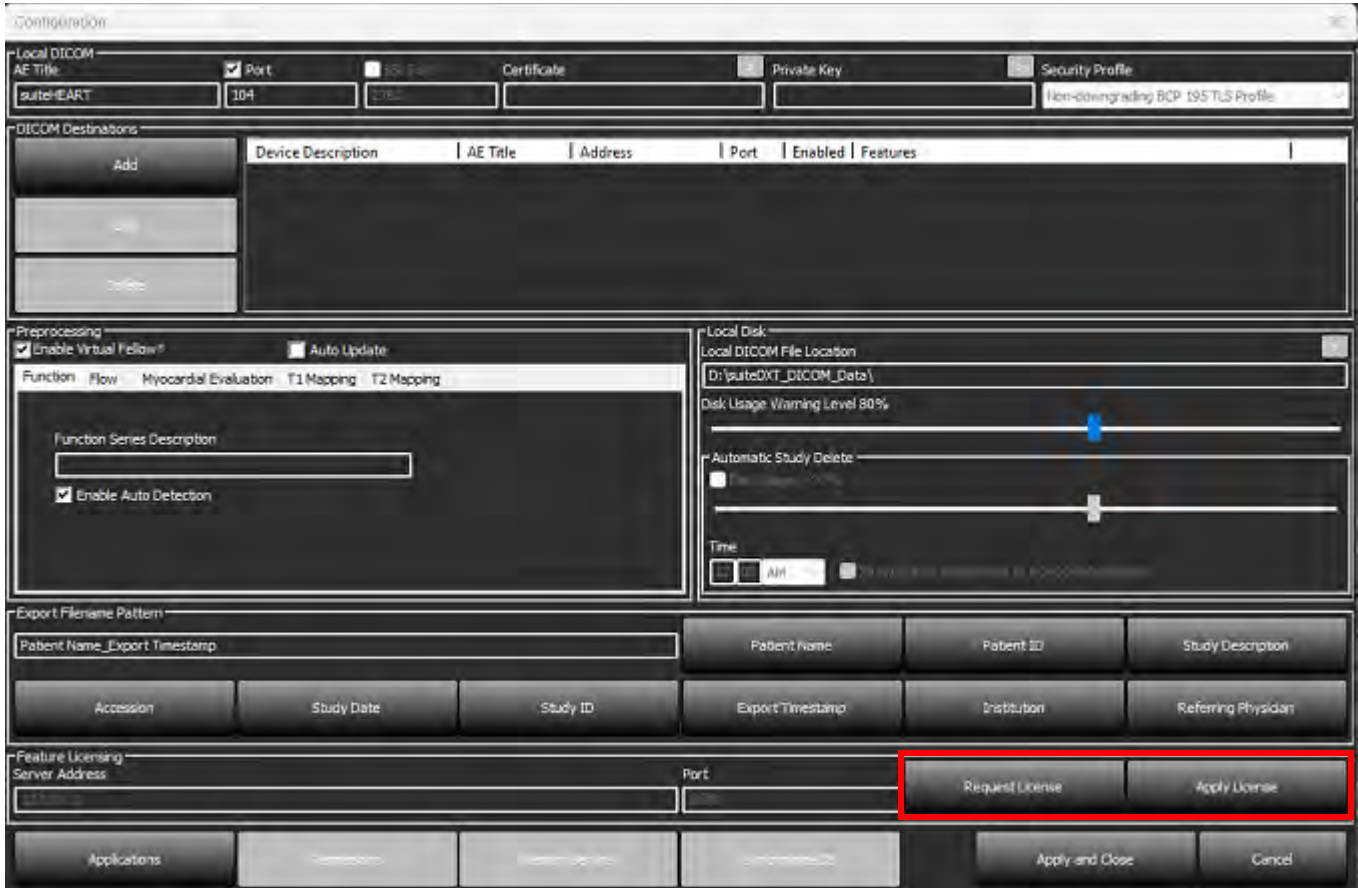 Configuration
Local DICOM
AE Title Port Certificate Private Key Security Profile
suiteHEART 104 Non-downgrading BCP 195 TLS Profile
DICOM Destinations
Add Device Description AE Title Address Port Enabled Features
Delete
Preprocessing
Enable Virtual Fellow® Auto Update
Function Flow Myocardial Evaluation T1 Mapping T2 Mapping
Function Series Description
Enable Auto Detection
Local Disk
Local DICOM File Location
D:\suiteDXT_DICOM_Data\
Disk Usage Warning Level 80%
Automatic Study Delete
Time
AM
Export Filename Pattern
Patient Name_Export Timestamp Patient Name Patient ID Study Description
Accession Study Date Study ID Export Timestamp Institution Referring Physician
Feature Licensing
Server Address Port
Request License Apply License
Applications Apply and Close Cancel